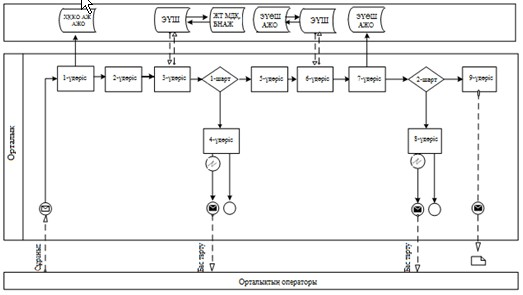 ХҚКО АЖ
АЖО
ЭҮШ
ЖТ МДҚ,
БНАЖ
ЭҮӨШ
АЖО
ЭҮШ
ЭҮӨШ
АЖО
1-үдеріс
2-үдеріс
3-үдеріс
1-шарт
5-үдеріс
6-үдеріс
7-үдеріс
2-шарт
9-үдеріс
4-үдеріс
8-үдеріс
Орталық
Сұраныс
Бас тарту
Бас тарту
Орталықтың операторы